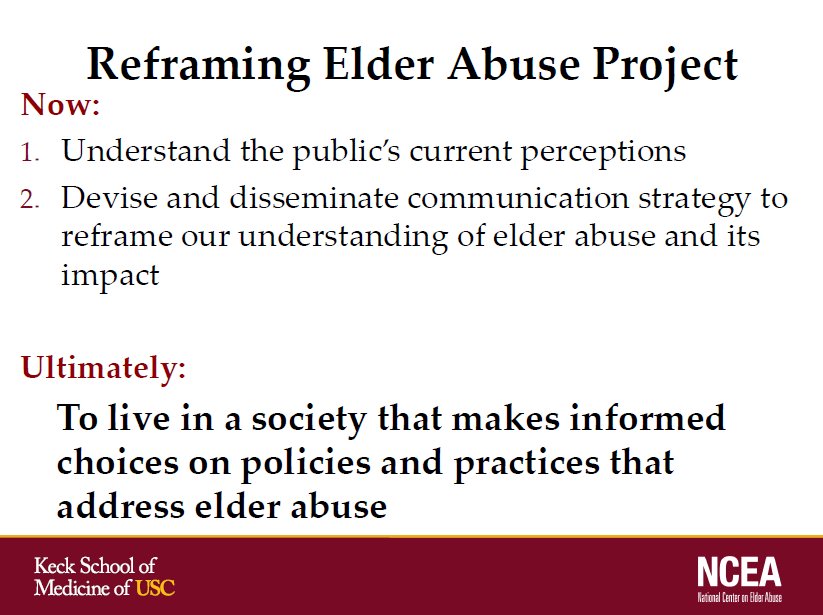 Reframing Elder Abuse Project
Now:
1. Understand the public’s current perceptions
2. Devise and disseminate communication strategy to
reframe our understanding of elder abuse and its
impact
Ultimately:
To live in a society that makes informed
choices on policies and practices that
address elder abuse
Keck School of
Medicine of USC
NCEA
National Center on Elder Abuse